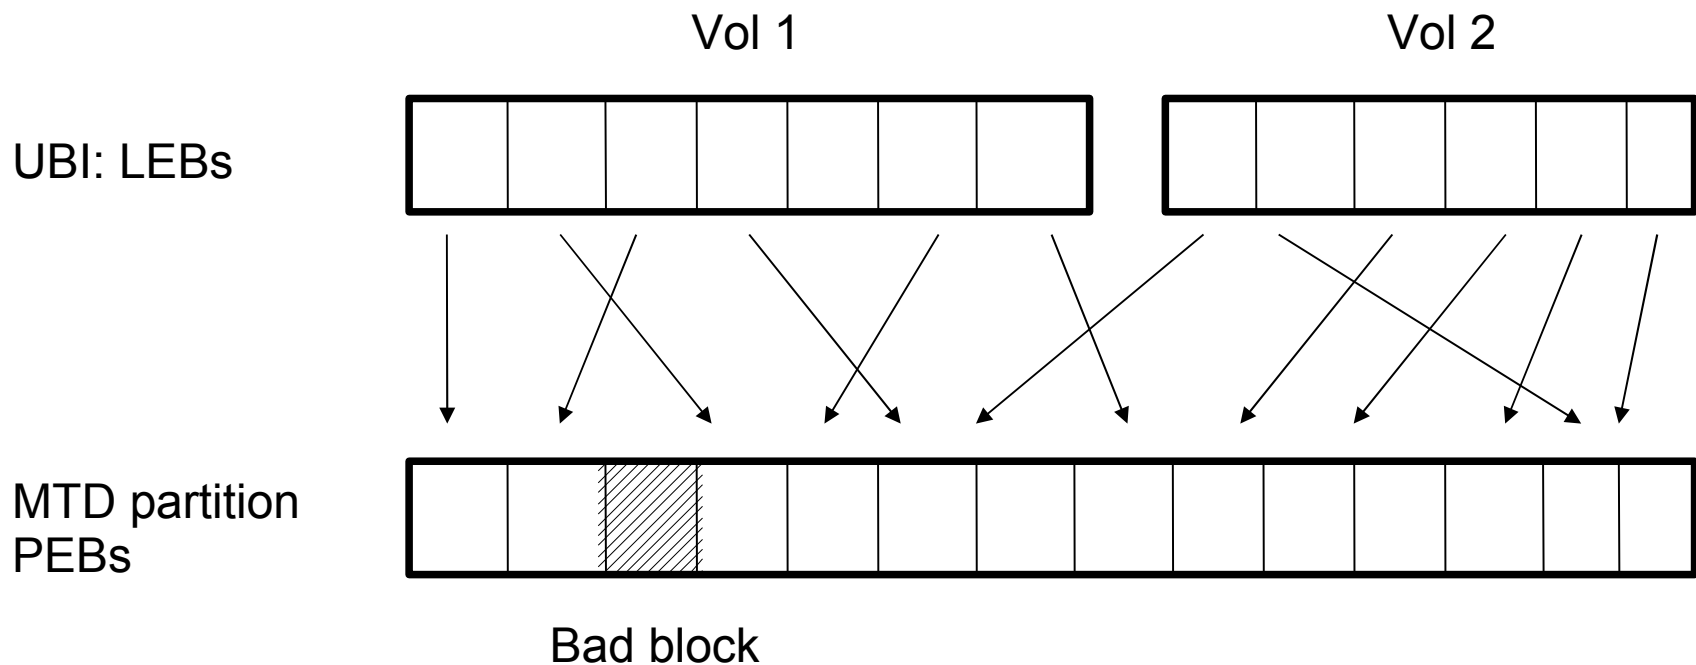 Vol 1
Vol 2
UBI: LEBs
MTD partition
PEBs
Bad block